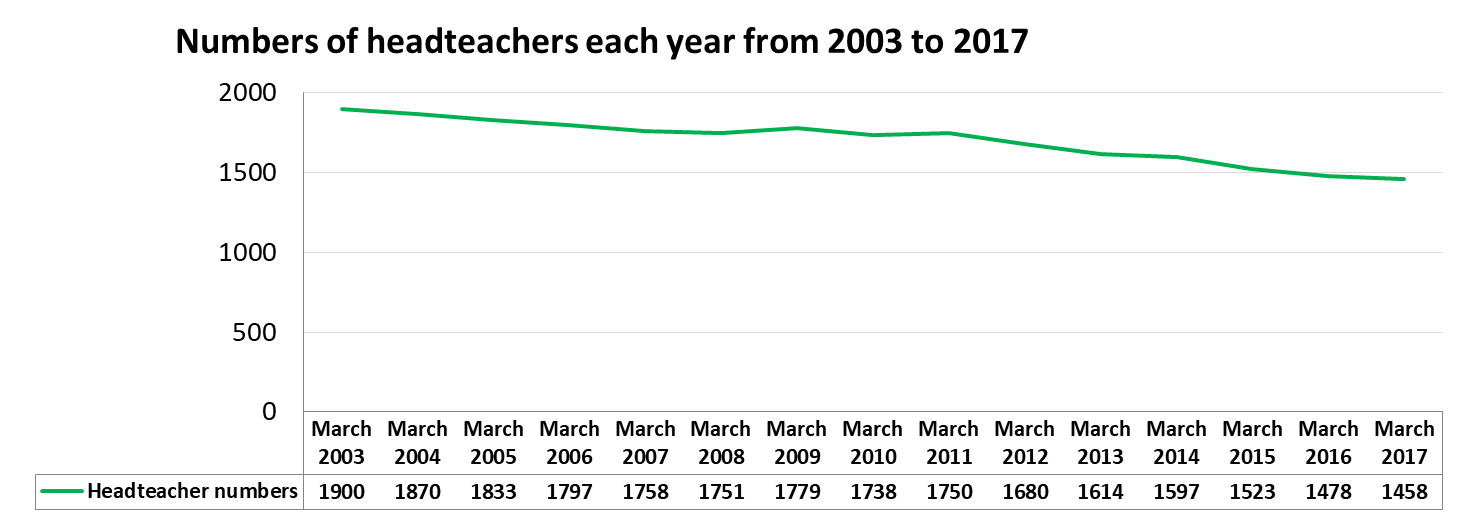 Numbers of headteachers each year from 2003 to 2017
2000
1500
1000
500
0
March March March March March March March March March March March March March March March
2003 2004 2005 2006 2007 2008 2009 2010 2011 2012 2013 2014 2015 2016 2017
Headteacher numbers 1900 1870 1833 1797 1758 1751 1779 1738 1750 1680 1614 1597 1523 1478 1458